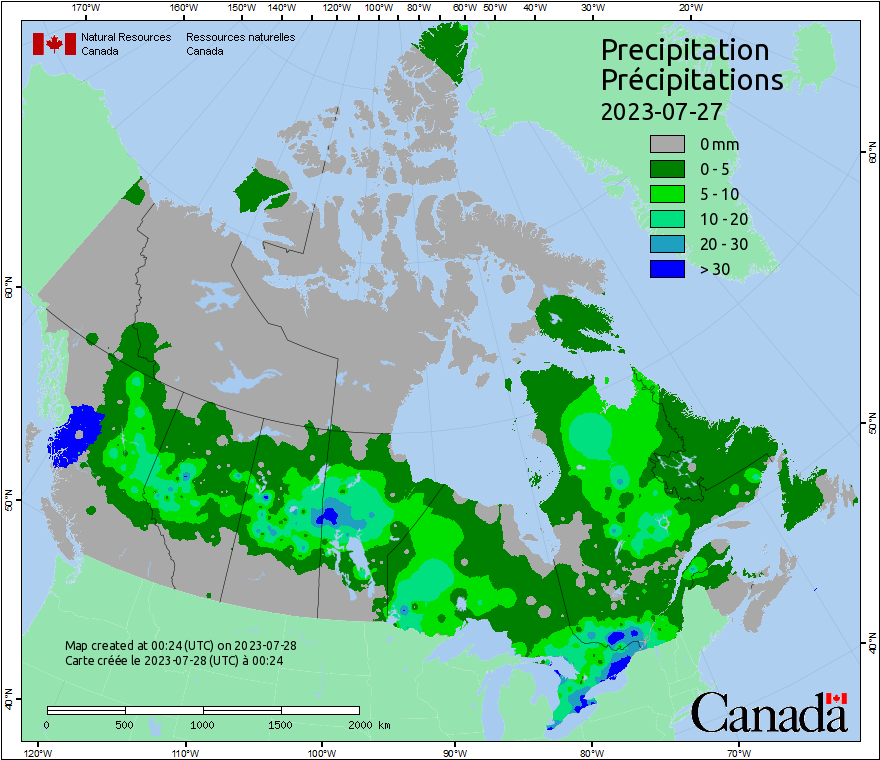 170°W 160°W 150°W 140°W 120°W 100°W 80°W 60°W 50°W 40°W 30°W 20°W
Natural Resources Ressources naturelles
Canada Canada
Precipitation
Précipitations
2023-07-27
0 mm
0 - 5
5 - 10
10 - 20
20 - 30
> 30
60°N 60°N
50°N 50°N
40°N 40°N
Map created at 00:24 (UTC) on 2023-07-28
Carte créée le 2023-07-28 (UTC) à 00:24
0 500 1000 1500 2000 km
Canada
120°W 110°W 100°W 90°W 80°W 70°W